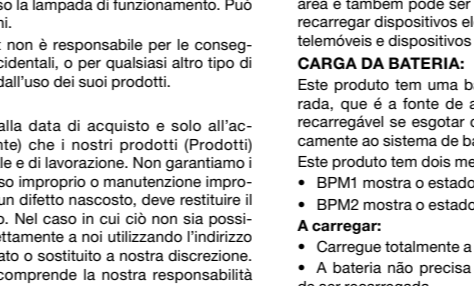 so la lampada di funzionamento. Può
ni.
non è responsabile per le conseg-
cidentali, o per qualsiasi altro tipo di
dall'uso dei suoi prodotti.
alla data di acquisto e solo all'ac-
nte) che i nostri prodotti (Prodotti)
le e di lavorazione. Non garantiamo i
so improprio o manutenzione impro-
un difetto nascosto, deve restituire il
o. Nel caso in cui ciò non sia possi-
ettamente a noi utilizzando l'indirizzo
ato o sostituito a nostra discrezione.
comprende la nostra responsabilità
área e também pode ser
recarregar dispositivos el
telemóveis e dispositivos
CARGA DA BATERIA:
Este produto tem uma ba
rada, que é a fonte de a
recarregável se esgotar
camente ao sistema de ba
Este produto tem dois me
• BPM1 mostra o estado
• BPM2 mostra o estado
A carregar:
• Carregue totalmente a
• A bateria não precisa
de ser recarregada